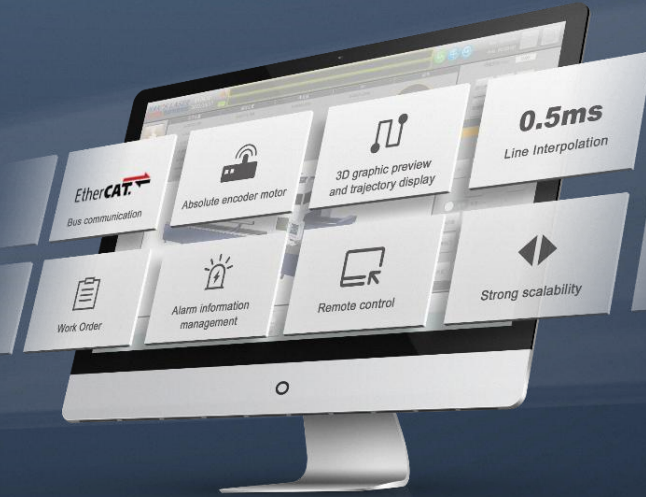 EtherCAT.
Bus communication
Absolute encoder motor
3D graphic preview
and trajectory display
0.5ms
Line Interpolation
Work Order
Alarm information
management
Remote control
Strong scalability